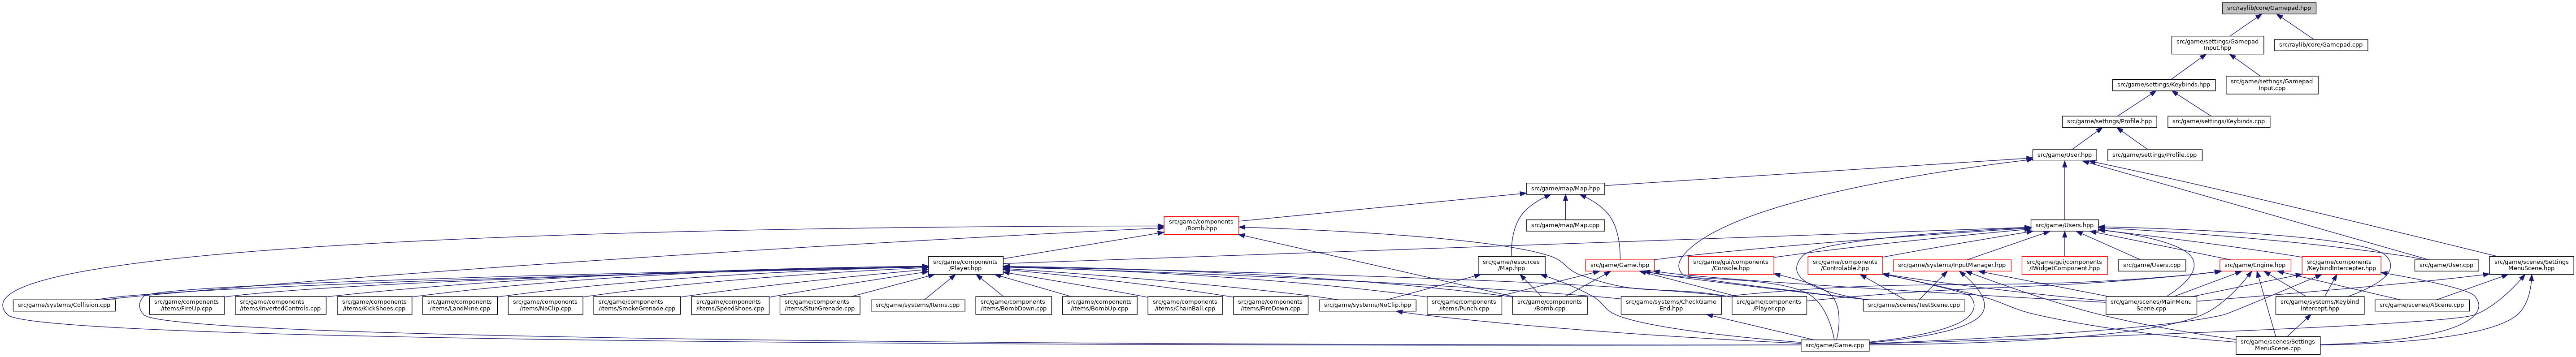 src/raylib/core/Gamepad.hpp
src/game/settings/Gamepad
Input.hpp
src/raylib/core/Gamepad.cpp
src/game/settings/Keybinds.hpp
src/game/settings/Gamepad
Input.cpp
src/game/settings/Profile.hpp
src/game/settings/Keybinds.cpp
src/game/User.hpp
src/game/settings/Profile.cpp
src/game/map/Map.hpp
src/game/components
/Bomb.hpp
src/game/map/Map.cpp
src/game/Users.hpp
src/game/components
/Player.hpp
src/game/resources
/Map.hpp
src/game/Game.hpp
src/game/gui/components
/Console.hpp
src/game/components
/Controlable.hpp
src/game/systems/InputManager.hpp
src/game/gui/components
/IWidgetComponent.hpp
src/game/Users.cpp
src/game/Engine.hpp
src/game/components
/KeybindIntercepter.hpp
src/game/User.cpp
src/game/scenes/Settings
MenuScene.hpp
src/game/systems/Collision.cpp
src/game/components
/items/FireUp.cpp
src/game/components
/items/InvertedControls.cpp
src/game/components
/items/KickShoes.cpp
src/game/components
/items/LandMine.cpp
src/game/components
/items/NoClip.cpp
src/game/components
/items/SmokeGrenade.cpp
src/game/components
/items/SpeedShoes.cpp
src/game/components
/items/StunGrenade.cpp
src/game/systems/Items.cpp
src/game/components
/items/BombDown.cpp
src/game/components
/items/BombUp.cpp
src/game/components
/items/ChainBall.cpp
src/game/components
/items/FireDown.cpp
src/game/systems/NoClip.hpp
src/game/components
/items/Punch.cpp
src/game/components
/Bomb.cpp
src/game/systems/CheckGame
End.hpp
src/game/components
/Player.cpp
src/game/scenes/TestScene.cpp
src/game/scenes/MainMenu
Scene.cpp
src/game/systems/Keybind
Intercept.hpp
src/game/scenes/AScene.cpp
src/game/Game.cpp
src/game/scenes/Settings
MenuScene.cpp